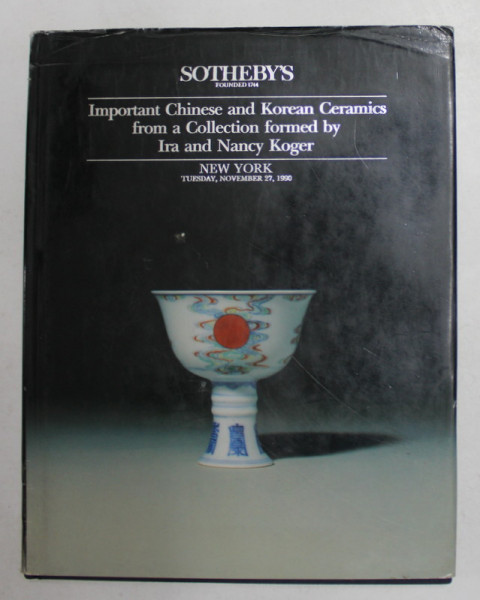 SOTHEBY'S
FOUNDED 1744
Important Chinese and Korean Ceramics
from a Collection formed by
Ira and Nancy Koger
NEW YORK
TUESDAY, NOVEMBER 27, 1990